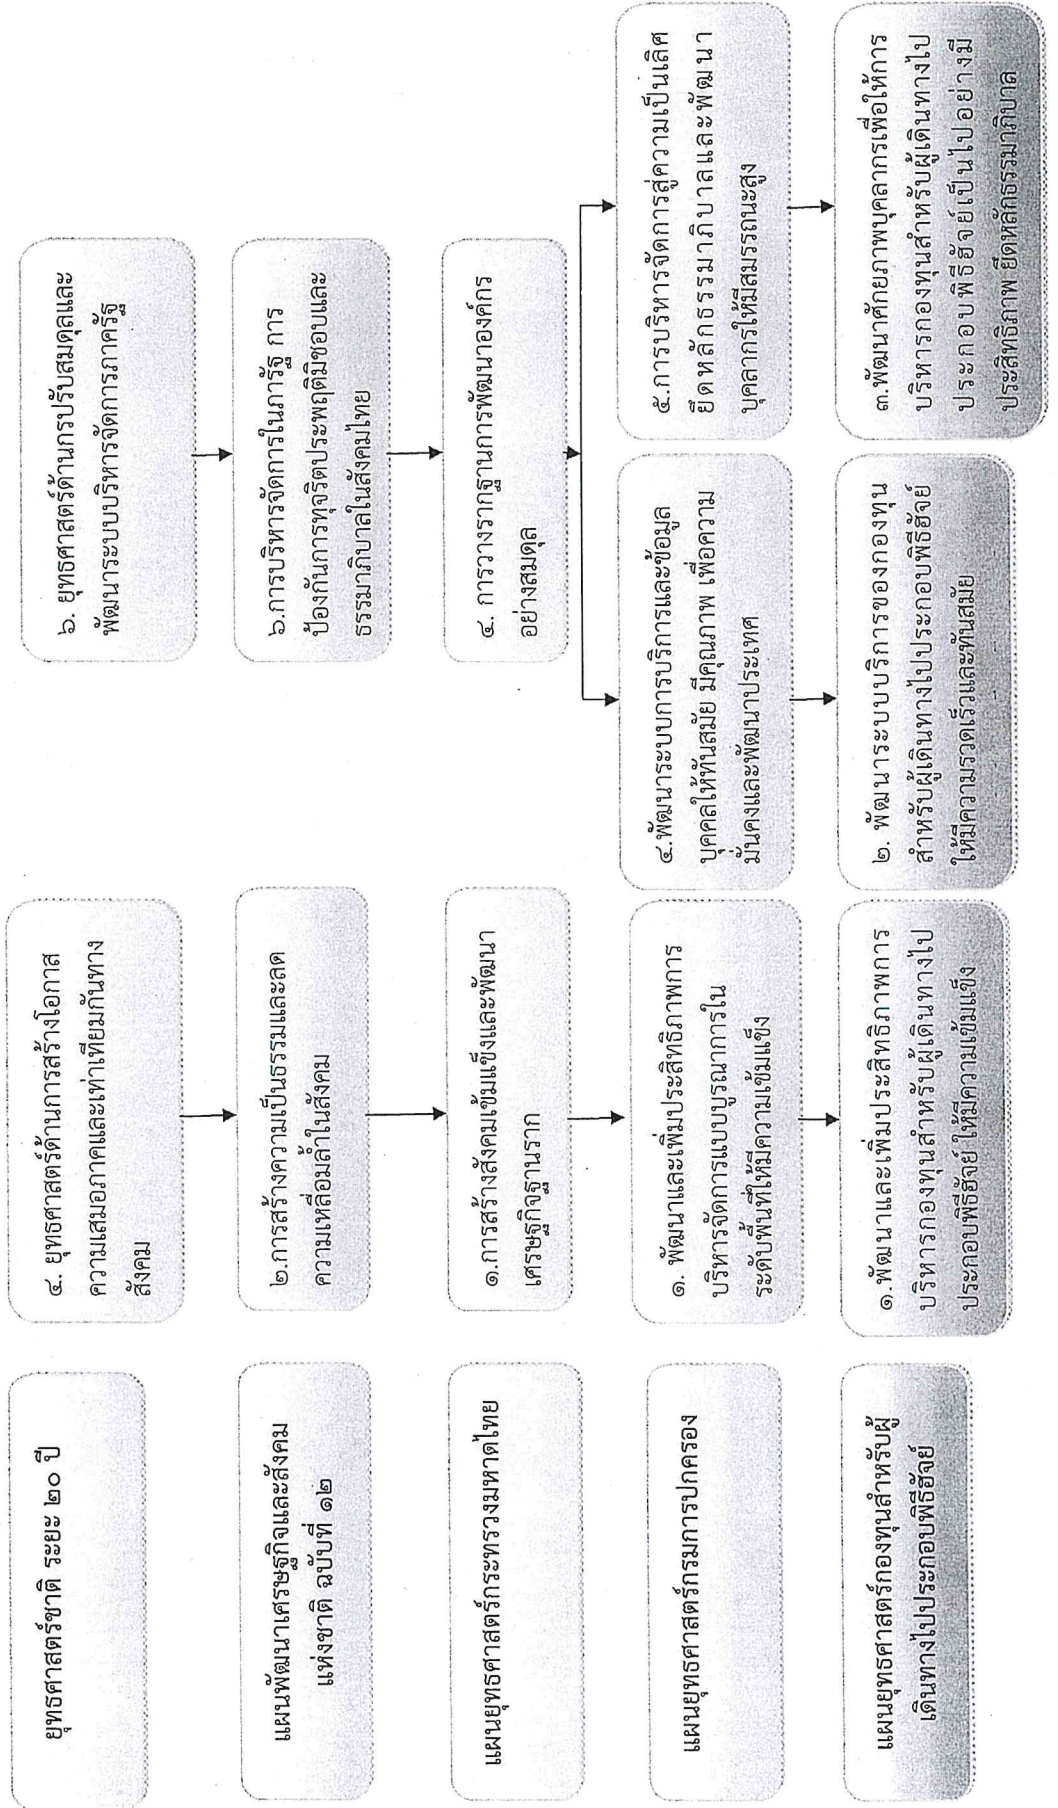 ยุทธศาสตร์ชาติ ระยะ ๒๐ ปี
๔. ยุทธศาสตร์ด้านการสร้างโอกาส
ความเสมอภาคและเท่าเทียมกันทาง
สังคม
๖. ยุทธศาสตร์ด้านกรปรับสมดุลและ
พัฒนาระบบบริหารจัดการภาครัฐ
แผนพัฒนาเศรษฐกิจและสังคม
แห่งชาติ ฉบับที่ ๑๒
๒.การสร้างความเป็นธรรมและลด
ความเหลื่อมล้ำในสังคม
๖.การบริหารจัดการในภารัฐ การ
ป้องกันการทุจริตประพฤติมิชอบและ
ธรรมาภิบาลในสังคมไทย
แผนยุทธศาสตร์กระทรวงมหาดไทย
๑.การสร้างสังคมเข้มแข็งและพัฒนา
เศรษฐกิจฐานราก
๔. การวางรากฐานการพัฒนาองค์กร
อย่างสมดุล
แผนยุทธศาสตร์กรมการปกครอง
๑. พัฒนาและเพิ่มประสิทธิภาพการ
บริหารจัดการแบบบูรณาการใน
ระดับพื้นที่ให้มีความเข้มแข็ง
๔.พัฒนาระบบการบริการและข้อมูล
บุคคลให้ทันสมัย มีคุณภาพ เพื่อความ
มั่นคงและพัฒนาประเทศ
๕.การบริหารจัดการสู่ความเป็นเลิศ
ยึดหลักธรรมาภิบาลและพัฒนา
บุคลากรให้มีสมรรถนะสูง
แผนยุทธศาสตร์กองทุนสำหรับผู้
เดินทางไปประกอบพิธีฮัจย์
๑.พัฒนาและเพิ่มประสิทธิภาพการ
บริหารกองทุนสำหรับผู้เดินทางไป
ประกอบพิธีฮัจย์ ให้มีความเข้มแข็ง
๒. พัฒนาระบบบริการของกองทุน
สำหรับผู้เดินทางไปประกอบพิธีฮัจย์
ให้มีความรวดเร็วและทันสมัย
๓.พัฒนาศักยภาพบุคลากรเพื่อให้การ
บริหารกองทุนสำหรับผู้เดินทางไป
ประกอบพิธีฮัจย์เป็นไปอย่างมี
ประสิทธิภาพ ยึดหลักธรรมาภิบาล